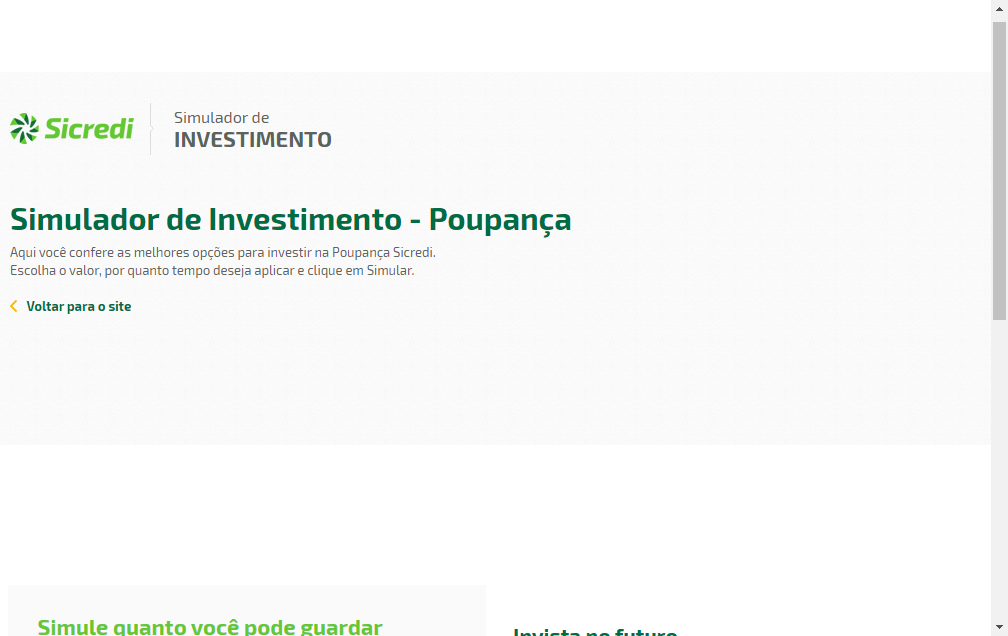 Sicredi
Simulador de
INVESTIMENTO
Simulador de Investimento - Poupança
Aqui você confere as melhores opções para investir na Poupança Sicredi.
Escolha o valor, por quanto tempo deseja aplicar e clique em Simular.
Voltar para o site
Simule quanto você pode guardar
Invista no futuro